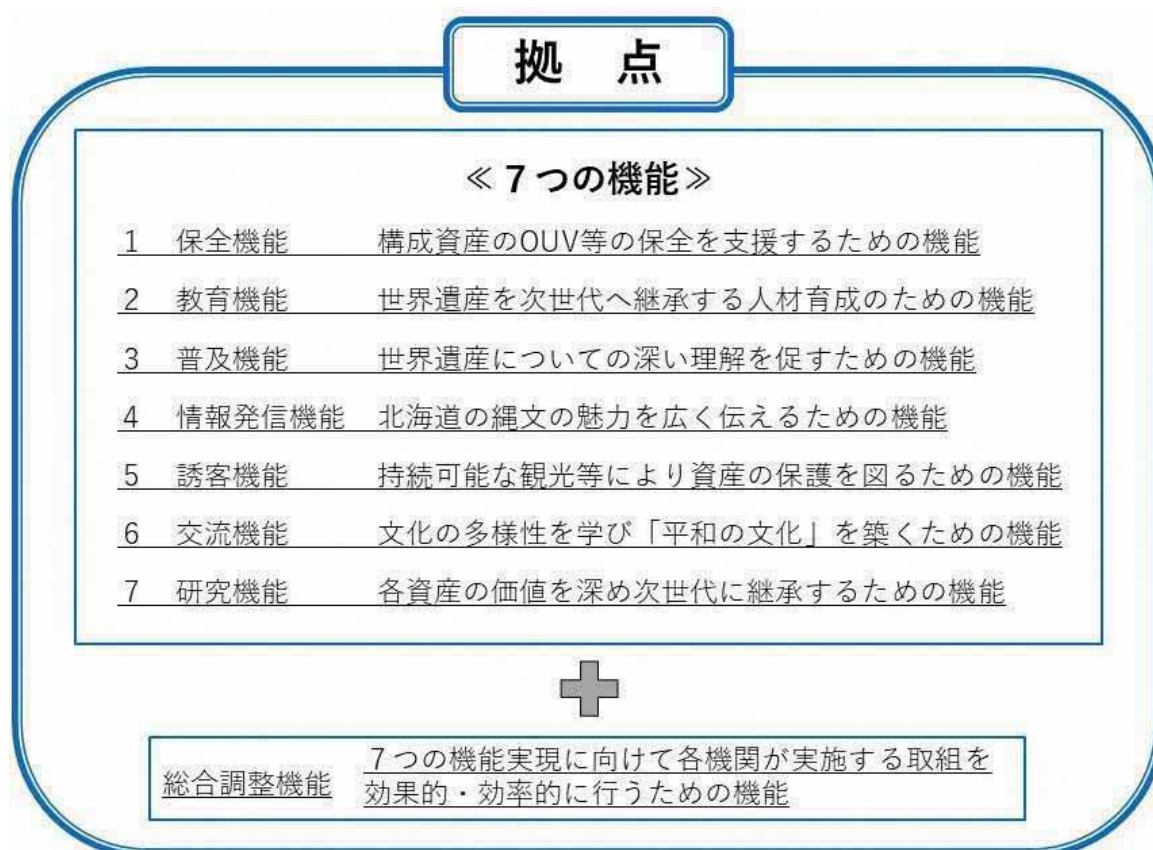 拠 点
≪７つの機能≫
1 保全機能 構成資産のOUV等の保全を支援するための機能
2 教育機能 世界遺産を次世代へ継承する人材育成のための機能
3 普及機能 世界遺産についての深い理解を促すための機能
4 情報発信機能 北海道の縄文の魅力を広く伝えるための機能
5 誘客機能 持続可能な観光等により資産の保護を図るための機能
6 交流機能 文化の多様性を学び「平和の文化」を築くための機能
7 研究機能 各資産の価値を深め次世代に継承するための機能
総合調整機能 ７つの機能実現に向けて各機関が実施する取組を
効果的・効率的に行うための機能